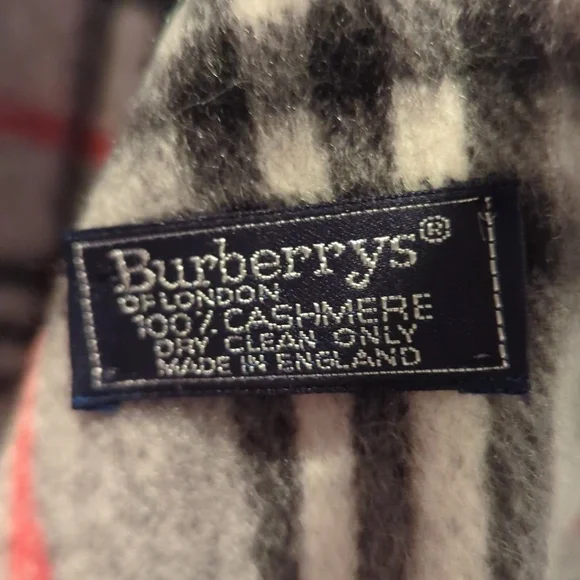 Burberrys®
OF LONDON
100% CASHMERE
DRY CLEAN ONLY
MADE IN ENGLAND